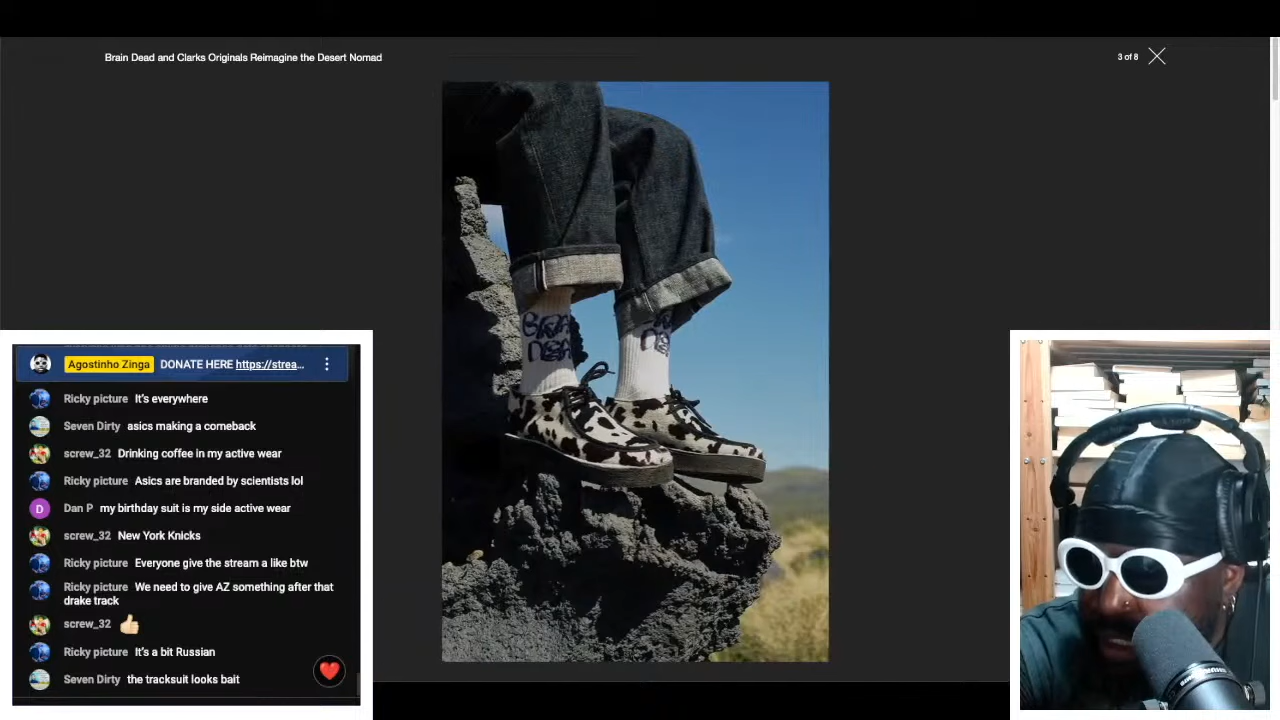 Brain Dead and Clarks Originals Reimagine the Desert Nomad
3 of 8
Agostinho Zinga DONATE HERE https://strea...
Ricky picture It's everywhere
Seven Dirty asics making a comeback
screw_32 Drinking coffee in my active wear
Ricky picture Asics are branded by scientists lol
D
Dan P my birthday suit is my side active wear
screw_32 New York Knicks
Ricky picture Everyone give the stream a like btw
Ricky picture We need to give AZ something after that
drake track
screw_32 👍
Ricky picture It's a bit Russian
Seven Dirty the tracksuit looks bait